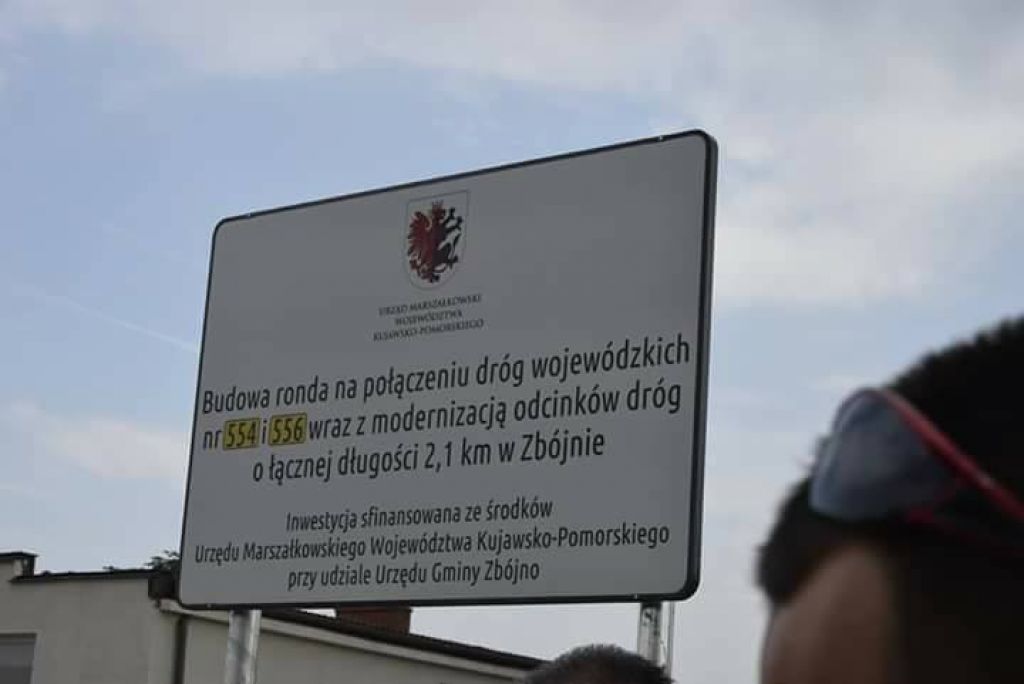 URZĄD MARSZAŁKOWSKI
WOJEWÓDZTWA
KUJAWSKO-POMORSKIEGO
Budowa ronda na połączeniu dróg wojewódzkich
nr 554 i 556 wraz z modernizacją odcinków dróg
o łącznej długości 2,1 km w Zbójnie
Inwestycja sfinansowana ze środków
Urzędu Marszałkowskiego Województwa Kujawsko-Pomorskiego
przy udziale Urzędu Gminy Zbójno